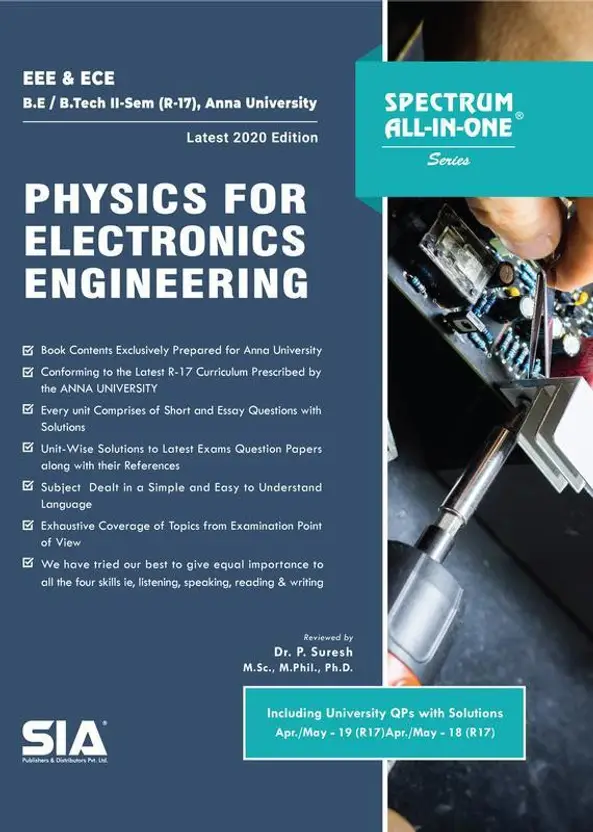 EEE & ECE
B.E / B.Tech II-Sem (R-17), Anna University
Latest 2020 Edition
SPECTRUM
ALL-IN-ONE®
Series
PHYSICS FOR
ELECTRONICS
ENGINEERING
Book Contents Exclusively Prepared for Anna University
Conforming to the Latest R-17 Curriculum Prescribed by
the ANNA UNIVERSITY
Every unit Comprises of Short and Essay Questions with
Solutions
Unit-Wise Solutions to Latest Exams Question Papers
along with their References
Subject Dealt in a Simple and Easy to Understand
Language
Exhaustive Coverage of Topics from Examination Point
of View
We have tried our best to give equal importance to
all the four skills ie, listening, speaking, reading & writing
Reviewed by
Dr. P. Suresh
M.Sc., M.Phil., Ph.D.
Including University QPs with Solutions
Apr./May - 19 (R17)Apr./May - 18 (R17)
SIA®
Publishers & Distributors Pvt. Ltd.